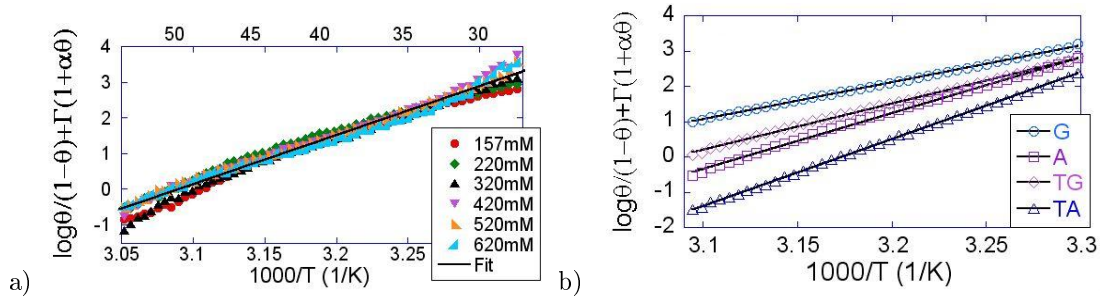 a)
50 45 40 35 30
logθ/(1−θ)+Γ(1+αθ)
4
3
2
1
0
-1
157mM
220mM
320mM
420mM
520mM
620mM
Fit
3.05 3.1 3.15 3.2 3.25
1000/T (1/K)
b)
logθ/(1−θ)+Γ(1+αθ)
4
3
2
1
0
-1
-2
G
A
TG
TA
3.1 3.15 3.2 3.25 3.3
1000/T (1/K)